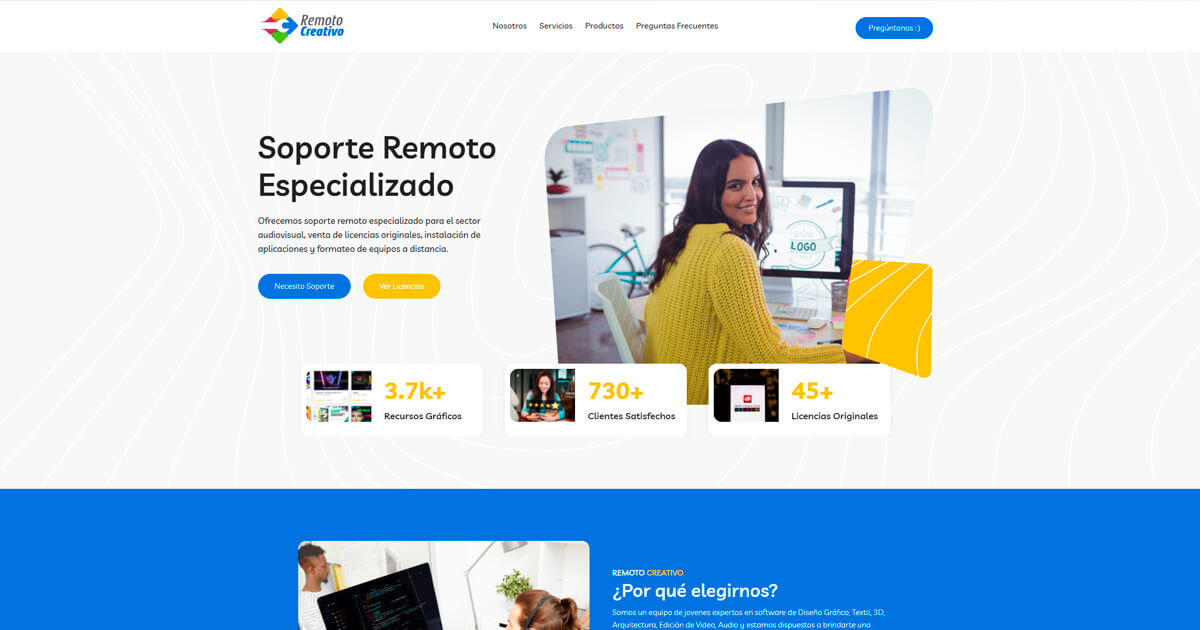 Remoto
Creativo
Nosotros
Servicios
Productos
Preguntas Frecuentes
Pregúntanos :)
Soporte Remoto
Especializado
Ofrecemos soporte remoto especializado para el sector
audiovisual, venta de licencias originales, instalación de
aplicaciones y formateo de equipos a distancia.
Necesito Soporte
Ver Licencias
LOGO
3.7k+
Recursos Gráficos
730+
Clientes Satisfechos
45+
Licencias Originales
REMOTO CREATIVO
¿Por qué elegirnos?
Somos un equipo de jovenes expertos en software de Diseño Gráfico, Textil, 3D,
Arquitectura, Edición de Video, Audio y estamos dispuestos a brindarte una